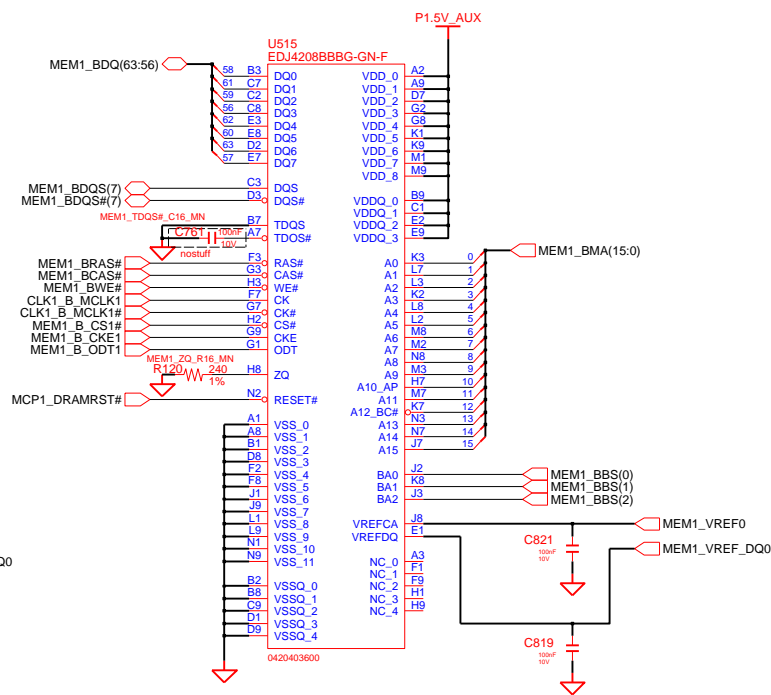 P1.5V_AUX
U515
EDJ4208BBBG-GN-F
MEM1_BDQ(63:56)
58 B3 DQ0 VDD_0 A2
61 C7 DQ1 VDD_1 A9
59 C2 DQ2 VDD_2 D7
56 C8 DQ3 VDD_3 G2
62 E3 DQ4 VDD_4 G8
60 E8 DQ5 VDD_5 K1
63 D2 DQ6 VDD_6 K9
57 E7 DQ7 VDD_7 M1
VDD_8 M9
MEM1_BDQS(7) C3 DQS VDDQ_0 B9
MEM1_BDQS#(7) D3 DQS# VDDQ_1 C1
MEM1_TDQS#_C16_MN B7 TDQS VDDQ_2 E2
C761 100nF A7 TDOS# VDDQ_3 E9
10V
nostuff
MEM1_BRAS# F3 RAS# A0 K3 0 MEM1_BMA(15:0)
MEM1_BCAS# G3 CAS# A1 L7 1
MEM1_BWE# H3 WE# A2 L3 2
CLK1_B_MCLK1 F7 CK A3 K2 3
CLK1_B_MCLK1# G7 CK# A4 L8 4
MEM1_B_CS1# H2 CS# A5 L2 5
MEM1_B_CKE1 G9 CKE A6 M8 6
MEM1_B_ODT1 G1 ODT A7 M2 7
MEM1_ZQ_R16_MN A8 N8 8
R120 240 H8 ZQ A9 M3 9
1% A10_AP H7 10
MCP1_DRAMRST# N2 RESET# A11 M7 11
A12_BC# K7 12
A1 VSS_0 A13 N3 13
A8 VSS_1 A14 N7 14
B1 VSS_2 A15 J7 15
D8 VSS_3
F2 VSS_4 BA0 J2 MEM1_BBS(0)
F8 VSS_5 BA1 K8 MEM1_BBS(1)
J1 VSS_6 BA2 J3 MEM1_BBS(2)
J9 VSS_7
L1 VSS_8 VREFCA J8 MEM1_VREF0
L9 VSS_9 VREFDQ E1
N1 VSS_10 C821 100nF 10V MEM1_VREF_DQ0
N9 VSS_11 NC_0 A3
Q0
NC_1 F1
B2 VSSQ_0 NC_2 F9
B8 VSSQ_1 NC_3 H1
C9 VSSQ_2 NC_4 H9
D1 VSSQ_3
D9 VSSQ_4
C819 100nF 10V
0420403600